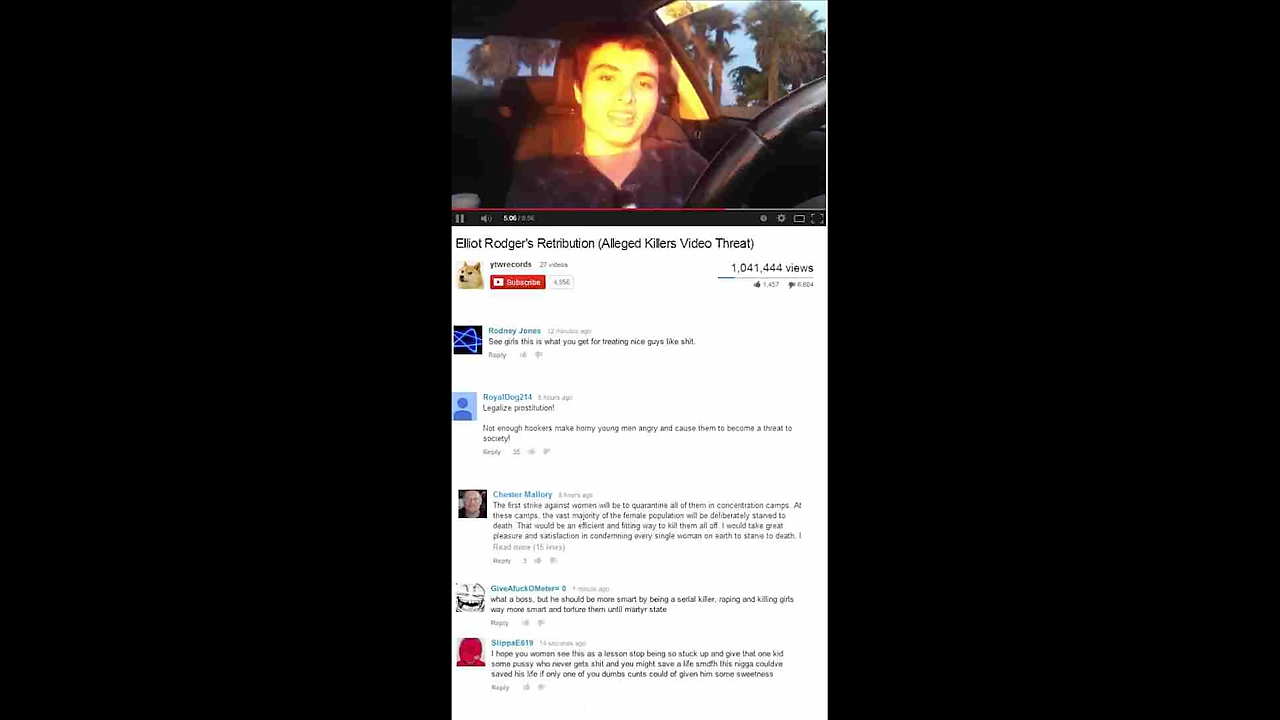 5:06 / 6:56
Elliot Rodger's Retribution (Alleged Killers Video Threat)
ytwrecords 27 videos
Subscribe 4,956
1,041,444 views
1,457 6,604
Rodney Jones 12 minutes ago
See girls this is what you get for treating nice guys like shit.
Reply
RoyalDog214 5 hours ago
Legalize prostitution!
Not enough hookers make horny young men angry and cause them to become a threat to
society!
Reply 35
Chester Mallory 8 hours ago
The first strike against women will be to quarantine all of them in concentration camps. At
these camps, the vast majority of the female population will be deliberately starved to
death. That would be an efficient and fitting way to kill them all off. I would take great
pleasure and satisfaction in condemning every single woman on earth to starve to death. I
Read more (15 lines)
Reply 3
GiveAfuckOMeter= 0 1 minute ago
what a boss, but he should be more smart by being a serial killer, raping and killing girls
way more smart and torture them until martyr state
Reply
SlippaE619 14 seconds ago
I hope you women see this as a lesson stop being so stuck up and give that one kid
some pussy who never gets shit and you might save a life smdfh this nigga couldve
saved his life if only one of you dumbs cunts could of given him some sweetness
Reply